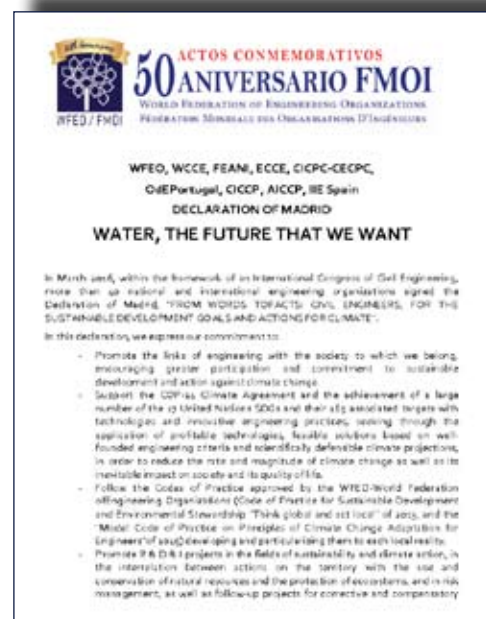 50 Aniversario
WFEO / FMOI
ACTOS CONMEMORATIVOS
50 ANIVERSARIO FMOI
WORLD FEDERATION OF ENGINEERING ORGANIZATIONS
FÉDÉRATION MONDIALE DES ORGANISATIONS D'INGÉNIEURS
WFEO, WCCE, FEANI, ECCE, CICPC-CECPC,
OdEPortugal, CICCP, AICCP, IIE Spain
DECLARATION OF MADRID
WATER, THE FUTURE THAT WE WANT
In March 2016, within the framework of an International Congress of Civil Engineering,
more than 40 national and international engineering organizations signed the
Declaration of Madrid, "FROM WORDS TO FACTS: CIVIL ENGINEERS, FOR THE
SUSTAINABLE DEVELOPMENT GOALS AND ACTIONS FOR CLIMATE".
In this declaration, we express our commitment to:
- Promote the links of engineering with the society to which we belong,
encouraging greater participation and commitment to sustainable
development and action against climate change.
- Support the COP-21 Climate Agreement and the achievement of a large
number of the 17 United Nations SDGs and their 169 associated targets with
technologies and innovative engineering practices, seeking through the
application of profitable technologies, feasible solutions based on well-
founded engineering criteria and scientifically defensible climate projections,
in order to reduce the rate and magnitude of climate change as well as its
inevitable impact on society and its quality of life.
- Follow the Codes of Practice approved by the WFEO-World Federation
of Engineering Organizations (Code of Practice for Sustainable Development
and Environmental Stewardship "Think global and act local" of 2013, and the
"Model Code of Practice on Principles of Climate Change Adaptation for
Engineers" of 2015) developing and particularising them to each local reality.
- Promote R & D & I projects in the fields of sustainability and climate action, in
the interrelation between actions on the territory with the use and
conservation of natural resources and the protection of ecosystems, and in risk
management, as well as follow-up projects for corrective and compensatory